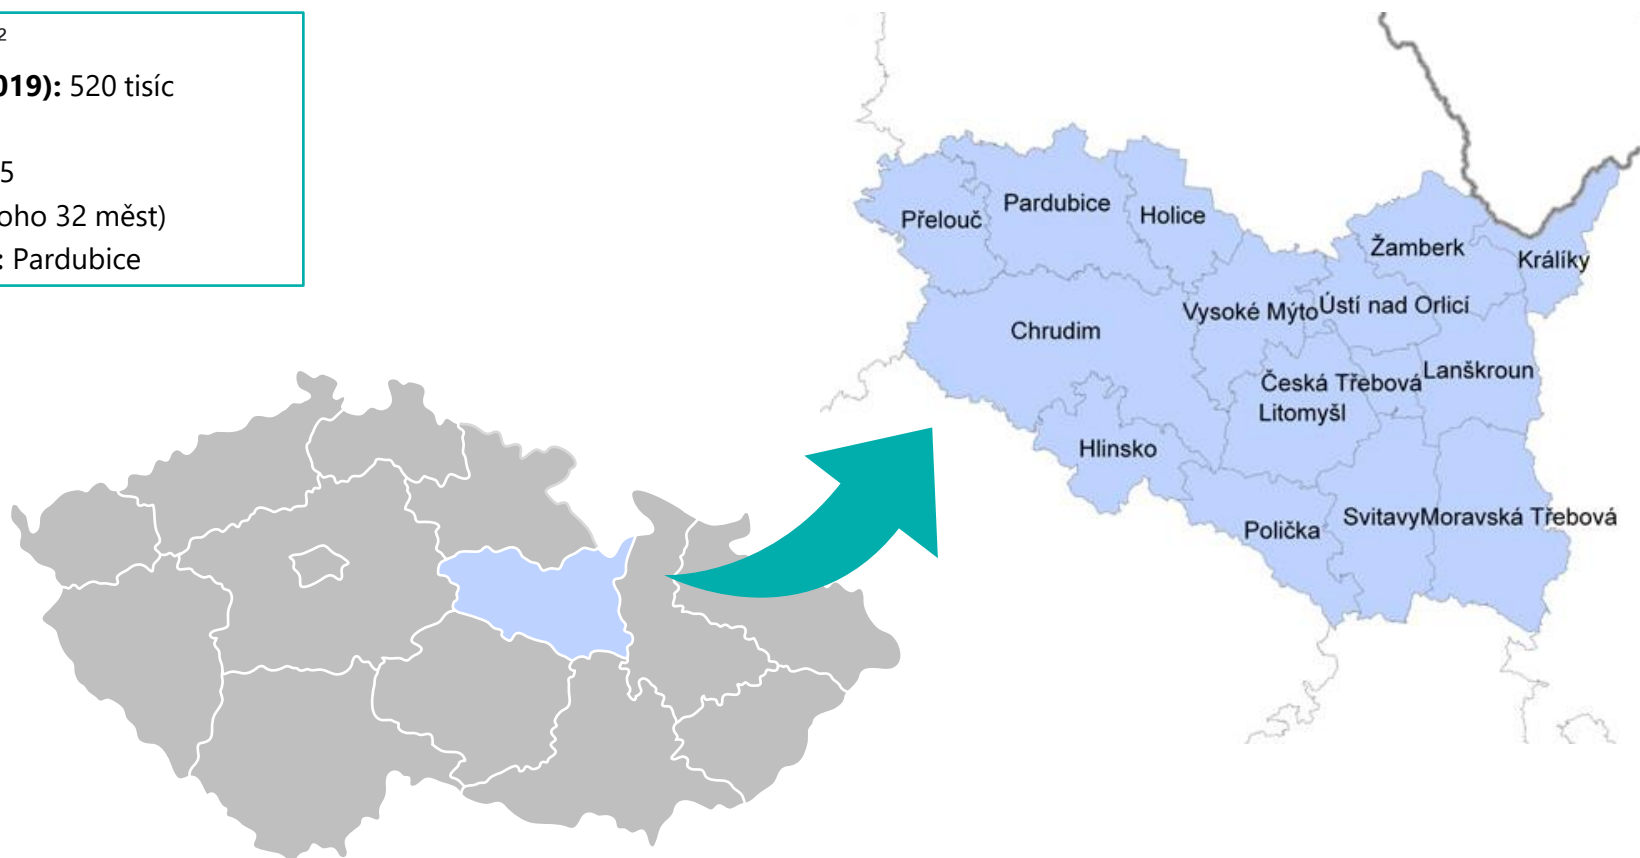 2
019): 520 tisíc
5
oho 32 měst)
: Pardubice
Přelouč
Pardubice
Holice
Žamberk
Králíky
Chrudim
Vysoké Mýto
Ústí nad Orlicí
Česká Třebová
Lanškroun
Litomyšl
Hlinsko
Polička
Svitavy
Moravská Třebová